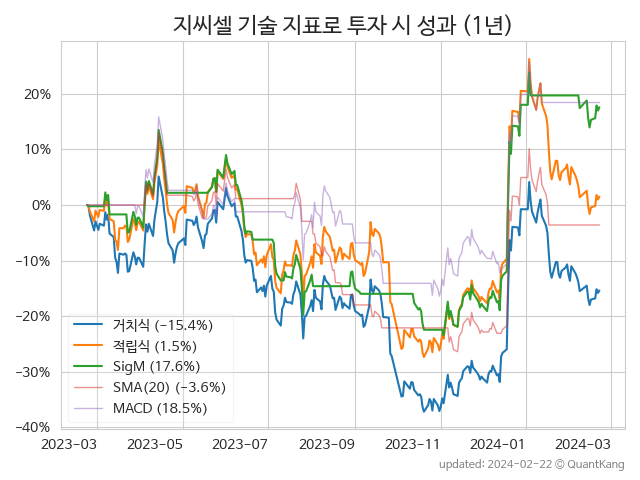 지씨셀 기술 지표로 투자 시 성과 (1년)
20%
10%
0%
−10%
−20%
−30%
−40%
거치식 (−15.4%)
적립식 (1.5%)
SigM (17.6%)
SMA(20) (−3.6%)
MACD (18.5%)
2023-03
2023-05
2023-07
2023-09
2023-11
2024-01
2024-03
updated: 2024-02-22 © QuantKang